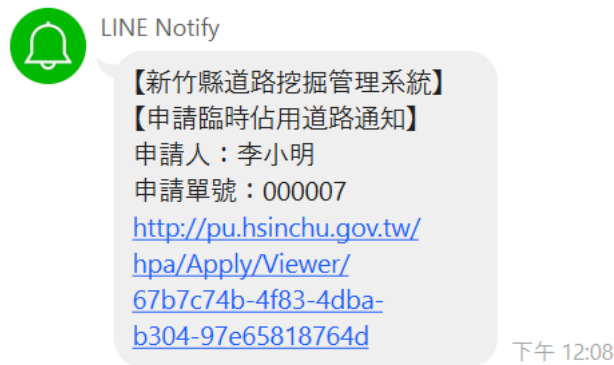 LINE Notify
【新竹縣道路挖掘管理系統】
【申請臨時佔用道路通知】
申請人：李小明
申請單號：000007
http://pu.hsinchu.gov.tw/
hpa/Apply/Viewer/
67b7c74b-4f83-4dba-
b304-97e65818764d
下午 12:08